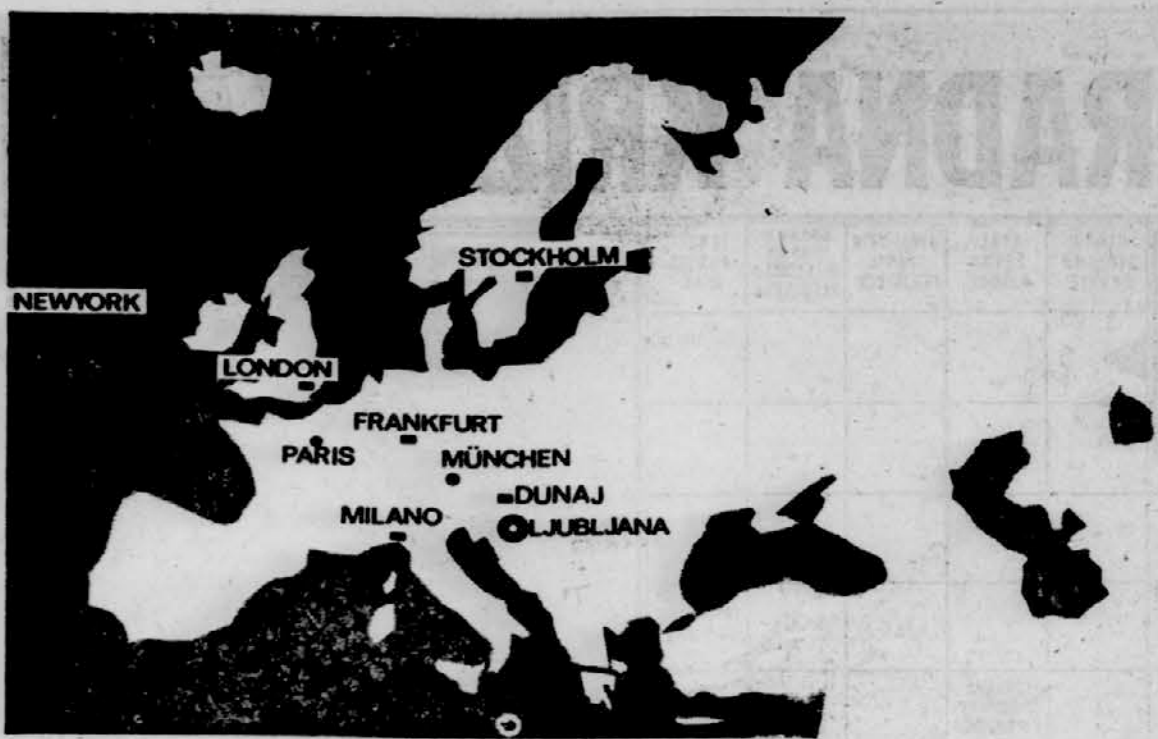 STOCKHOLM
NEWYORK
LONDON
FRANKFURT
PARIS
MÜNCHEN
DUNAJ
MILANO
LJUBLJANA